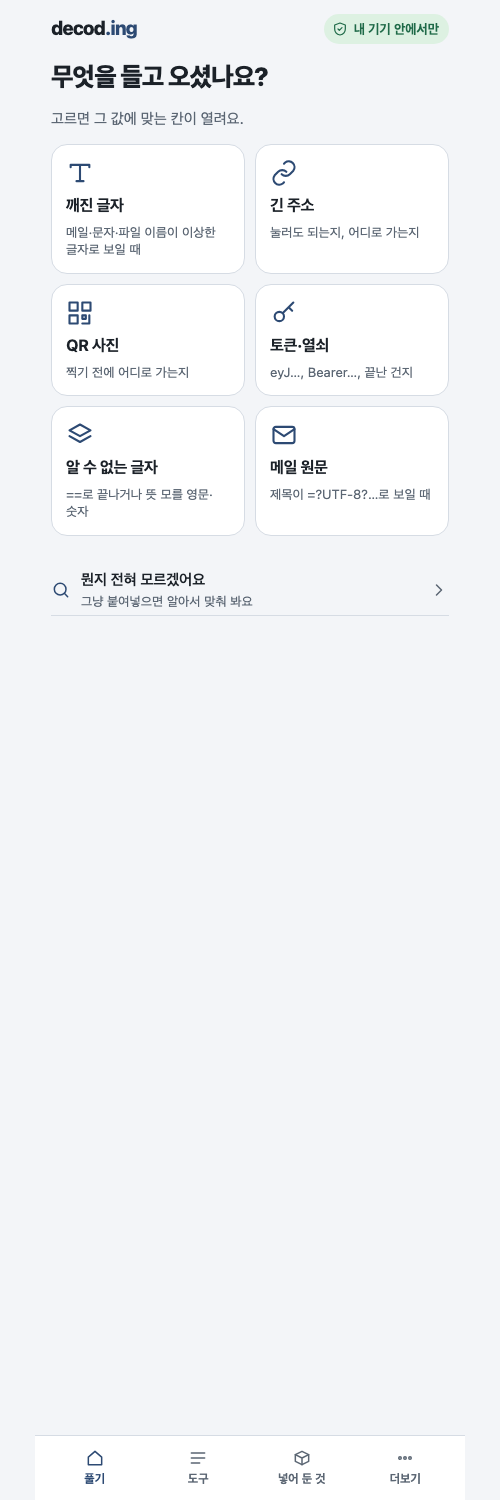 decod.ing
내 기기 안에서만
무엇을 들고 오셨나요?
고르면 그 값에 맞는 칸이 열려요.
깨진 글자
메일·문자·파일 이름이 이상한
글자로 보일 때
긴 주소
눌러도 되는지, 어디로 가는지
QR 사진
찍기 전에 어디로 가는지
토큰·열쇠
eyJ…, Bearer…, 끝난 건지
알 수 없는 글자
==로 끝나거나 뜻 모를 영문·
숫자
메일 원문
제목이 =?UTF-8?…로 보일 때
뭔지 전혀 모르겠어요
그냥 붙여넣으면 알아서 맞춰 봐요
풀기
도구
넣어 둔 것
더보기